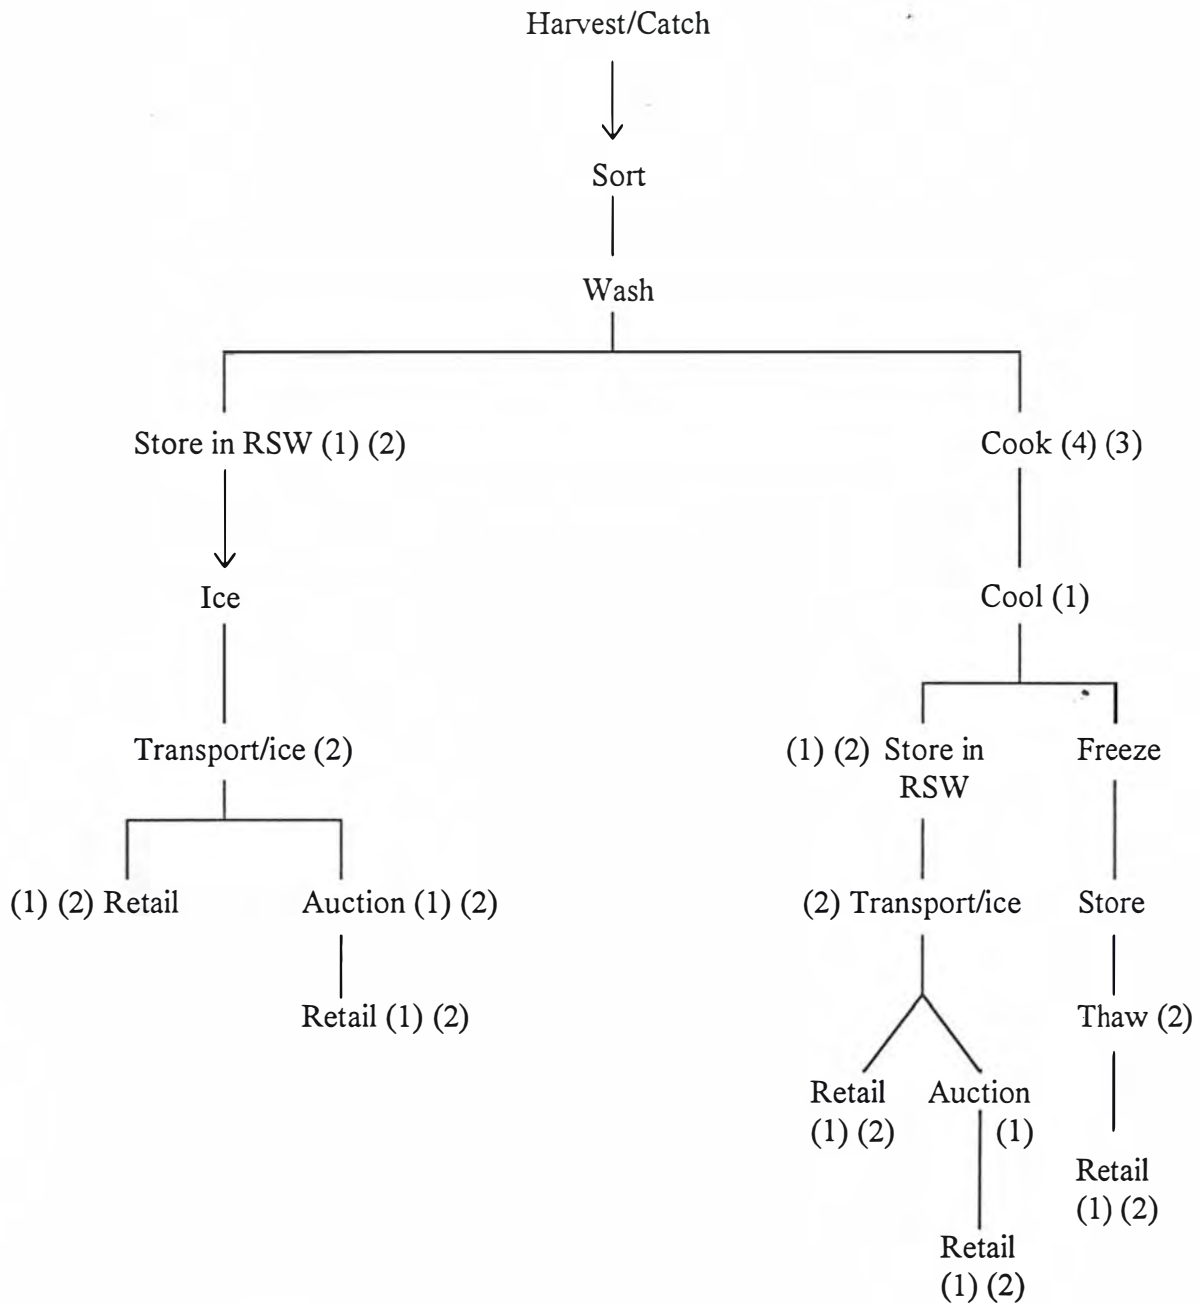 Harvest/Catch
Sort
Wash
Store in RSW (1) (2)
Cook (4) (3)
Ice
Cool (1)
Transport/ice (2)
(1) (2) Store in
RSW
Freeze
(1) (2) Retail
Auction (1) (2)
(2) Transport/ice
Store
Retail (1) (2)
Thaw (2)
Retail
(1) (2)
Auction
(1)
Retail
(1) (2)
Retail
(1) (2)